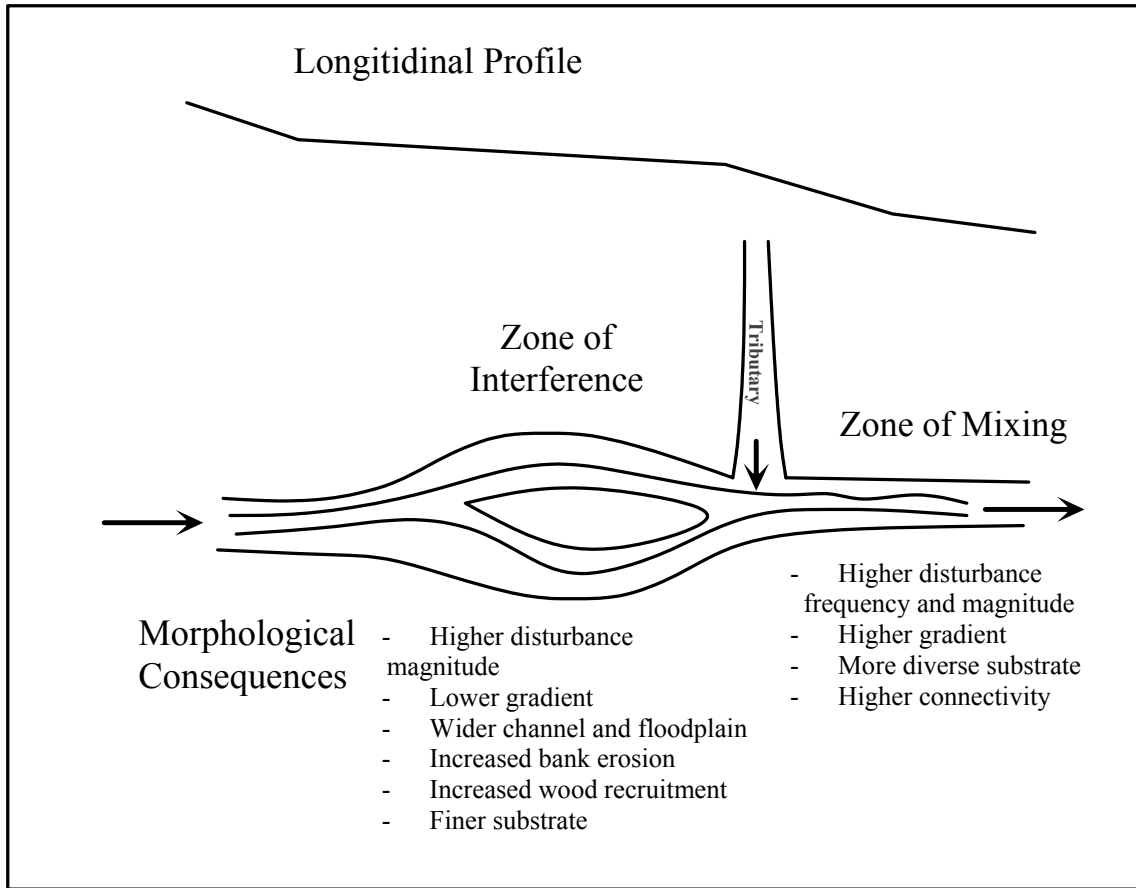 Longitidinal Profile
Zone of
Interference
Tributary
Zone of Mixing
Morphological
Consequences
- Higher disturbance
magnitude
- Lower gradient
- Wider channel and floodplain
- Increased bank erosion
- Increased wood recruitment
- Finer substrate
- Higher disturbance
frequency and magnitude
- Higher gradient
- More diverse substrate
- Higher connectivity